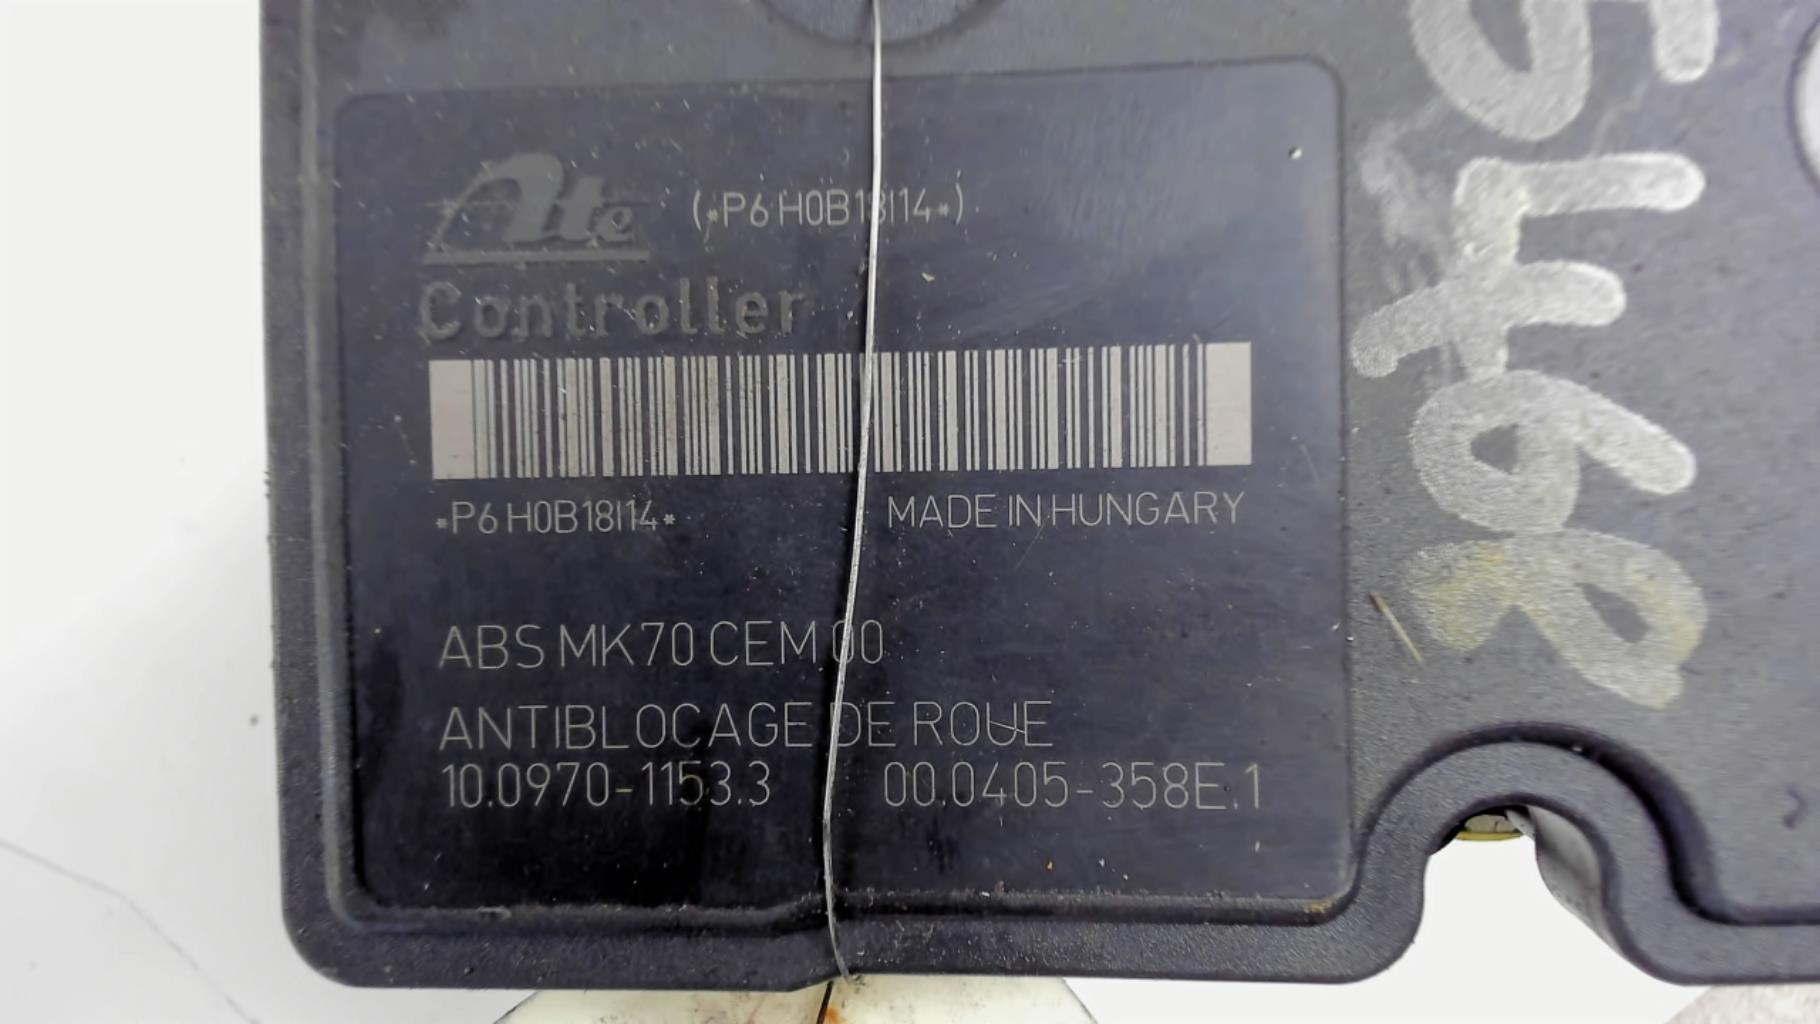 Ate (*P6 H0B18I14*)
Controller
*P6 H0B18I14* MADE IN HUNGARY
ABS MK70 CEM 00
ANTIBLOCAGE DE ROUE
10.0970-1153.3 00.0405-358E.1